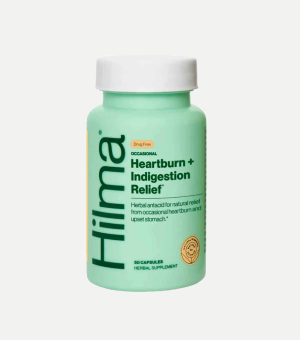 Hilma
Drug Free
OCCASIONAL
Heartburn +
Indigestion
Relief*
Herbal antacid for natural relief
from occasional heartburn and
upset stomach.*
50 CAPSULES
HERBAL SUPPLEMENT